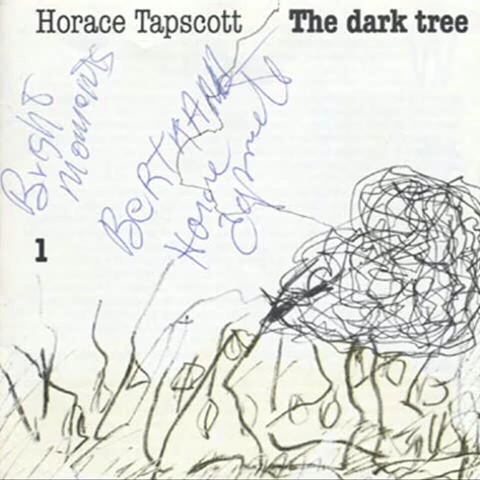 Horace Tapscott The dark tree
Bright
Moments
BERTRAND
Horace
Tapscott
1